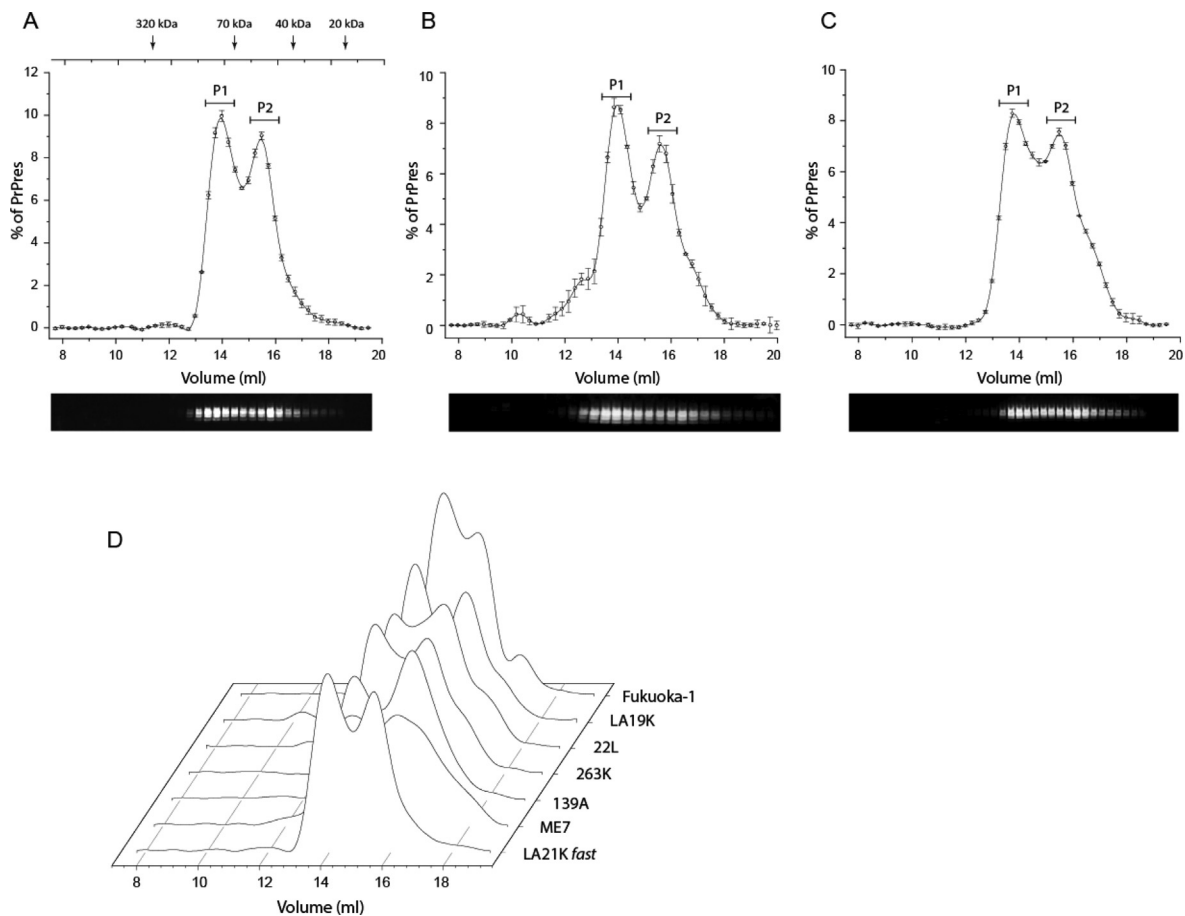 A
320 kDa 70 kDa 40 kDa 20 kDa
12
10
8
6
4
2
0
% of PrPres
P1
P2
8 10 12 14 16 18 20
Volume (ml)
B
10
8
6
4
2
0
% of PrPres
P1
P2
8 10 12 14 16 18 20
Volume (ml)
C
10
8
6
4
2
0
% of PrPres
P1
P2
8 10 12 14 16 18 20
Volume (ml)
D
Fukuoka-1
LA19K
22L
263K
139A
ME7
LA21K fast
8 10 12 14 16 18
Volume (ml)